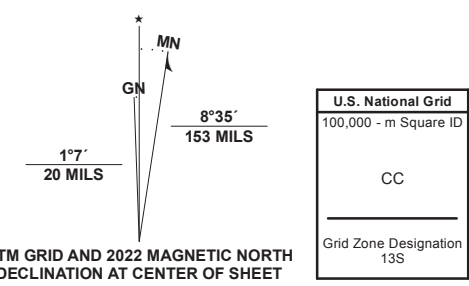 ★
MN
GN
8°35´
153 MILS
1°7´
20 MILS
TM GRID AND 2022 MAGNETIC NORTH
DECLINATION AT CENTER OF SHEET
U.S. National Grid
100,000 - m Square ID
CC
Grid Zone Designation
13S